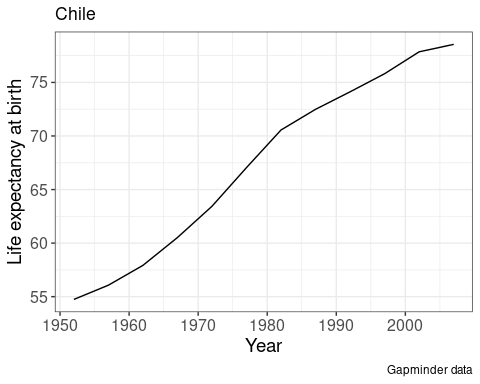 Chile
Life expectancy at birth
75
70
65
60
55
1950 1960 1970 1980 1990 2000
Year
Gapminder data